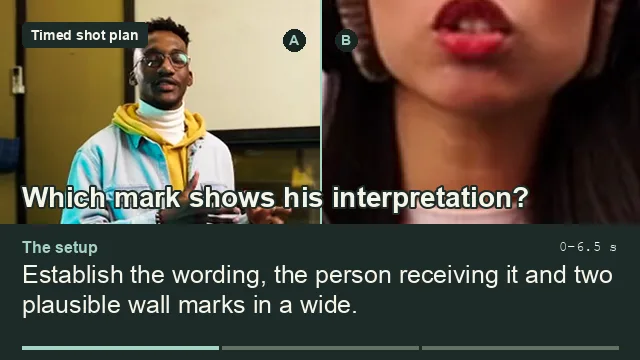 Timed shot plan
A
B
Which mark shows his interpretation?
The setup
0–6.5 s
Establish the wording, the person receiving it and two
plausible wall marks in a wide.